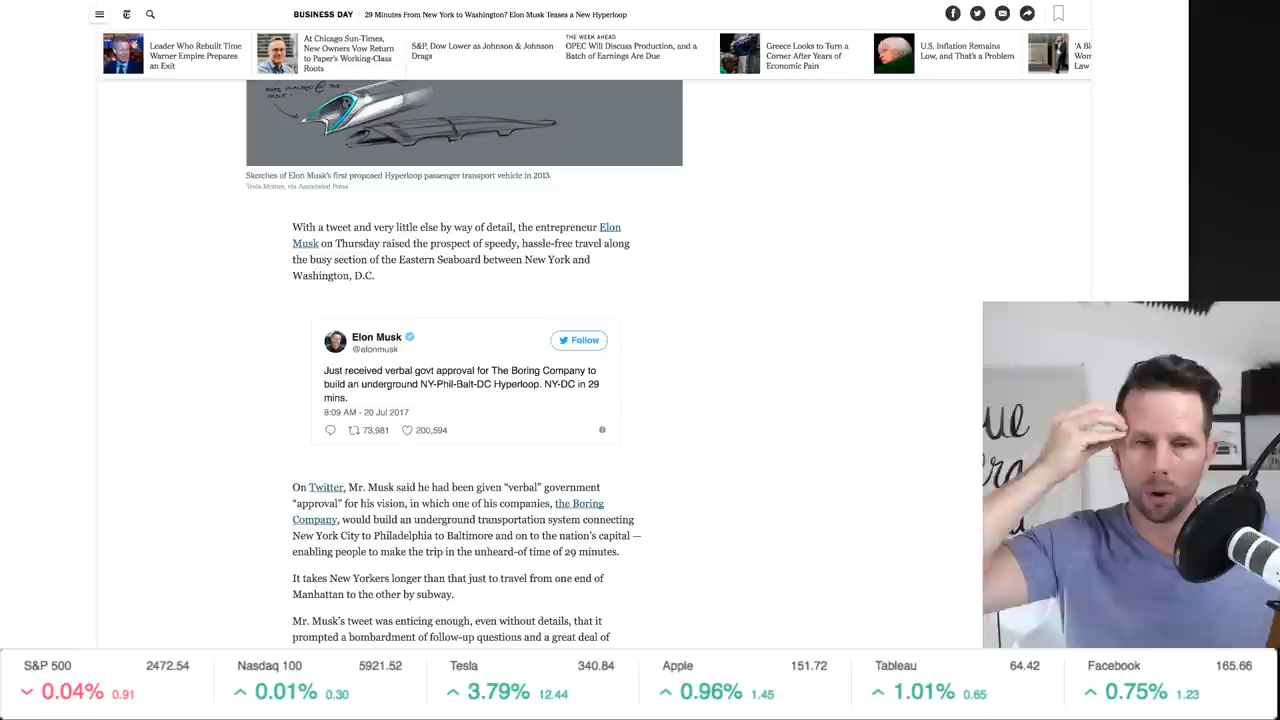 BUSINESS DAY 29 Minutes From New York to Washington? Elon Musk Teases a New Hyperloop
Leader Who Rebuilt Time
Warner Empire Prepares
an Exit
At Chicago Sun-Times,
New Owners Vow Return
to Paper's Working-Class
Roots
S&P, Dow Lower as Johnson & Johnson
Drags
THE WEEK AHEAD
OPEC Will Discuss Production, and a
Batch of Earnings Are Due
Greece Looks to Turn a
Corner After Years of
Economic Pain
U.S. Inflation Remains
Low, and That's a Problem
'A Bl
Wom
Law
Sketches of Elon Musk's first proposed Hyperloop passenger transport vehicle in 2013.
Tesla Motors, via Associated Press
With a tweet and very little else by way of detail, the entrepreneur Elon
Musk on Thursday raised the prospect of speedy, hassle-free travel along
the busy section of the Eastern Seaboard between New York and
Washington, D.C.
Elon Musk
@elonmusk
Follow
Just received verbal govt approval for The Boring Company to
build an underground NY-Phil-Balt-DC Hyperloop. NY-DC in 29
mins.
8:09 AM - 20 Jul 2017
73,981 200,594
On Twitter, Mr. Musk said he had been given “verbal” government
“approval” for his vision, in which one of his companies, the Boring
Company, would build an underground transportation system connecting
New York City to Philadelphia to Baltimore and on to the nation's capital —
enabling people to make the trip in the unheard-of time of 29 minutes.
It takes New Yorkers longer than that just to travel from one end of
Manhattan to the other by subway.
Mr. Musk's tweet was enticing enough, even without details, that it
prompted a bombardment of follow-up questions and a great deal of
S&P 500 2472.54
0.04% 0.91
Nasdaq 100 5921.52
0.01% 0.30
Tesla 340.84
3.79% 12.44
Apple 151.72
0.96% 1.45
Tableau 64.42
1.01% 0.65
Facebook 165.66
0.75% 1.23